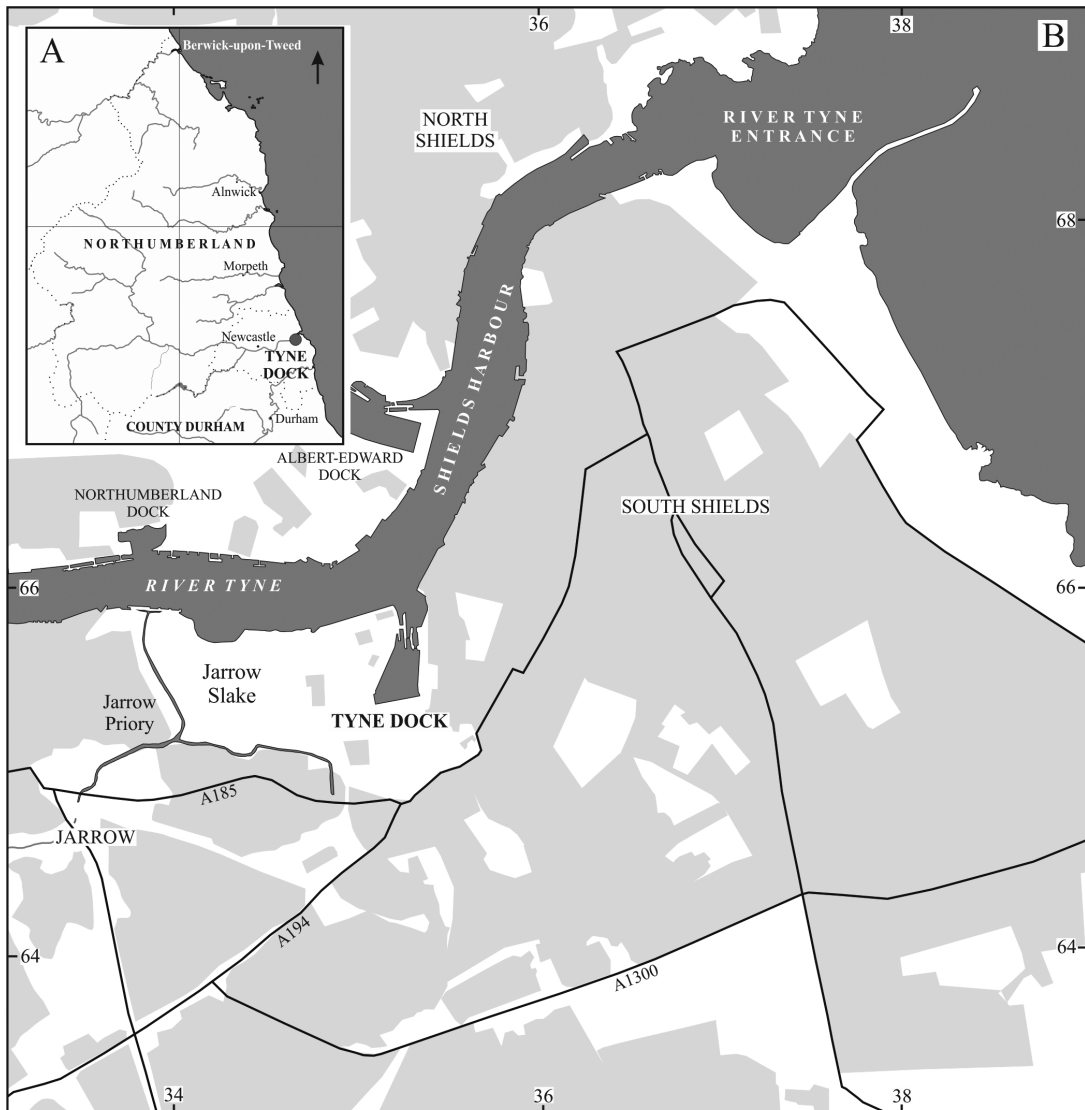 36
38
A
B
Berwick-upon-Tweed
NORTH
SHIELDS
RIVER TYNE
ENTRANCE
Alnwick
68
68
NORTHUMBERLAND
Morpeth
Newcastle
TYNE
DOCK
SHIELDS HARBOUR
Durham
COUNTY DURHAM
ALBERT-EDWARD
DOCK
NORTHUMBERLAND
DOCK
SOUTH SHIELDS
66
RIVER TYNE
66
Jarrow
Slake
Jarrow
Priory
TYNE DOCK
A185
JARROW
A194
64
64
A1300
34
36
38